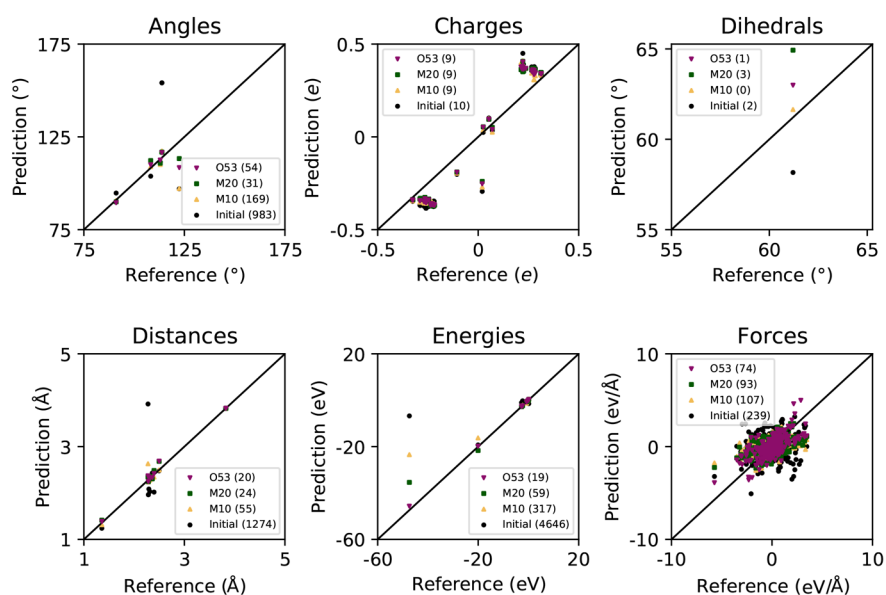 Angles
175
125
75
75
125
175
Prediction (°)
Reference (°)
O53 (54)
M20 (31)
M10 (169)
Initial (983)
Charges
0.5
0
-0.5
-0.5
0
0.5
Prediction (e)
Reference (e)
O53 (9)
M20 (9)
M10 (9)
Initial (10)
Dihedrals
65
60
55
55
60
65
Prediction (°)
Reference (°)
O53 (1)
M20 (3)
M10 (0)
Initial (2)
Distances
5
3
1
1
3
5
Prediction (Å)
Reference (Å)
O53 (20)
M20 (24)
M10 (55)
Initial (1274)
Energies
20
-20
-60
-60
-20
20
Prediction (eV)
Reference (eV)
O53 (19)
M20 (59)
M10 (317)
Initial (4646)
Forces
10
0
-10
-10
0
10
Prediction (ev/Å)
Reference (eV/Å)
O53 (74)
M20 (93)
M10 (107)
Initial (239)